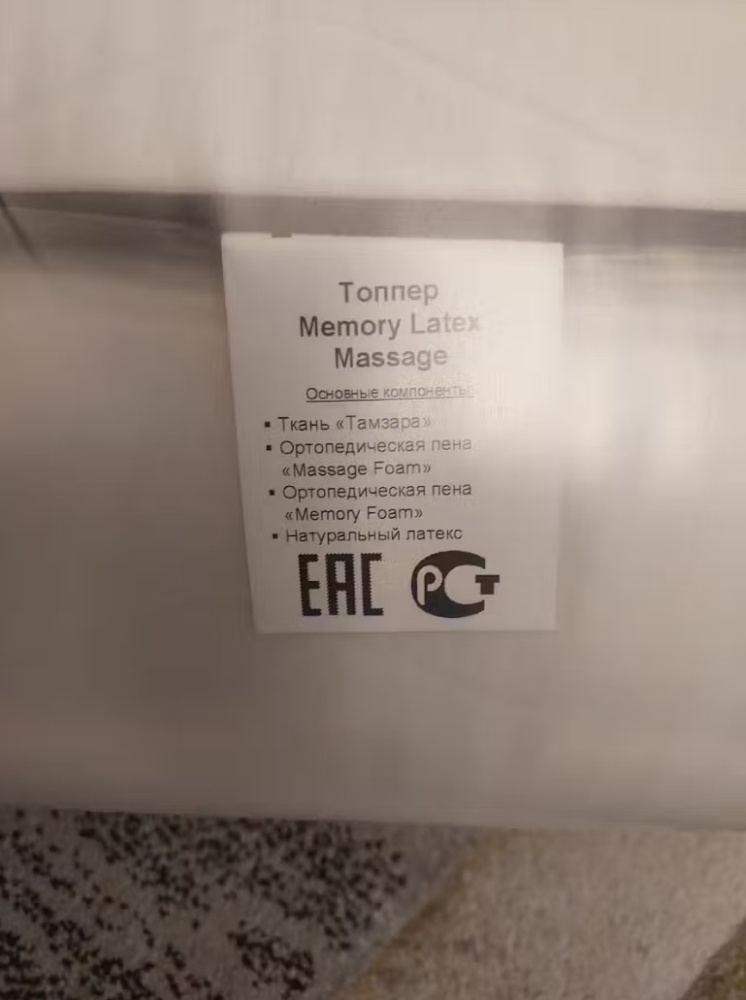 Топпер
Memory Latex
Massage
Основные компоненты:
▪ Ткань «Тамзара»
▪ Ортопедическая пена
«Massage Foam»
▪ Ортопедическая пена
«Memory Foam»
▪ Натуральный латекс
ЕАС РСТ